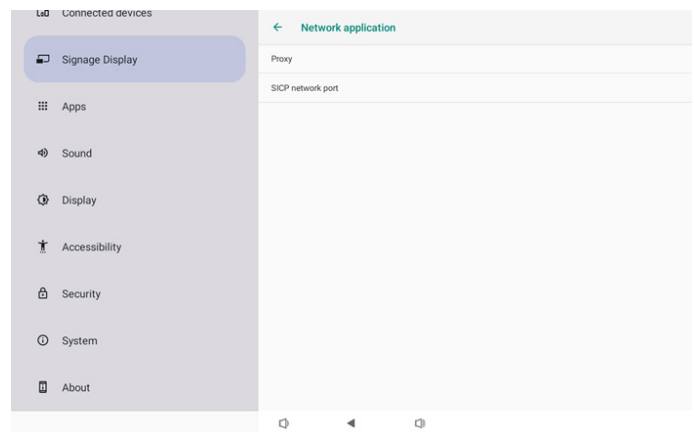 Connected devices
Signage Display
Apps
Sound
Display
Accessibility
Security
System
About
Network application
Proxy
SICP network port